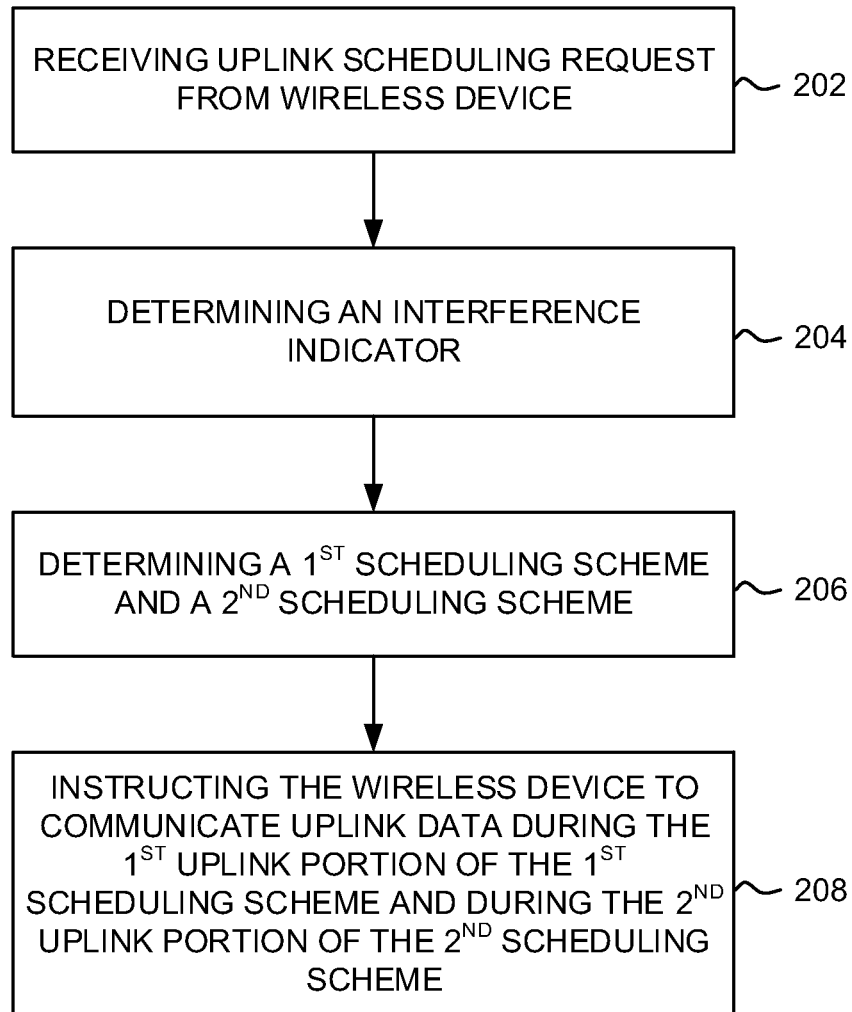 RECEIVING UPLINK SCHEDULING REQUEST
FROM WIRELESS DEVICE
202
DETERMINING AN INTERFERENCE
INDICATOR
204
DETERMINING A 1ST SCHEDULING SCHEME
AND A 2ND SCHEDULING SCHEME
206
INSTRUCTING THE WIRELESS DEVICE TO
COMMUNICATE UPLINK DATA DURING THE
1ST UPLINK PORTION OF THE 1ST
SCHEDULING SCHEME AND DURING THE 2ND
UPLINK PORTION OF THE 2ND SCHEDULING
SCHEME
208